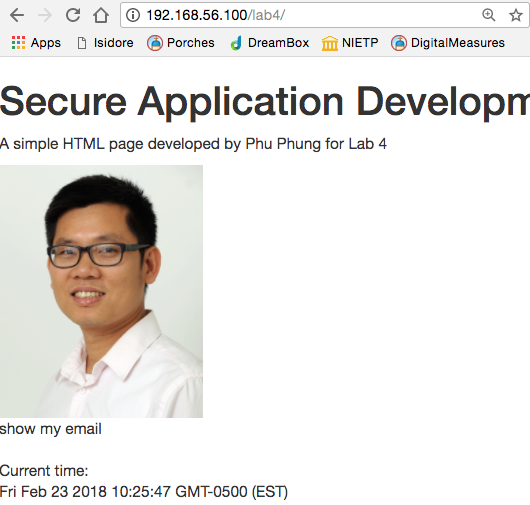 192.168.56.100/lab4/
Apps Isidore Porches DreamBox NIETP DigitalMeasures
Secure Application Developm
A simple HTML page developed by Phu Phung for Lab 4
show my email
Current time:
Fri Feb 23 2018 10:25:47 GMT-0500 (EST)